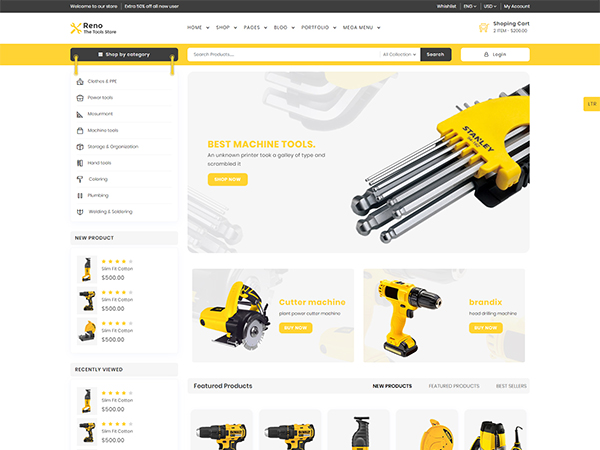 Welcome to our store
Extra 50% off all new user
Whishlist
ENG
USD
My Account
Reno
The Tools Store
HOME
SHOP
PAGES
BLOG
PORTFOLIO
MEGA MENU
Shoping Cart
2 ITEM - $200.00
Shop by category
Search Products...
All Collection
Search
Login
LTR
Clothes & PPE
Power tools
Mesurment
Machine tools
Storage & Organization
Hand tools
Colering
Plumbing
Welding & Soldering
BEST MACHINE TOOLS.
An unknown printer took a galley of type and
scrambled it
SHOP NOW
STANLEY
NEW PRODUCT
Slim Fit Cotton
$500.00
Slim Fit Cotton
$500.00
Slim Fit Cotton
$500.00
Cutter machine
plant power cutter machine
BUY NOW
brandix
head drilling machine
BUY NOW
RECENTLY VIEWED
Slim Fit Cotton
$500.00
Slim Fit Cotton
$500.00
Featured Products
NEW PRODUCTS
FEATURED PRODUCTS
BEST SELLERS
DEWALT
DEWALT